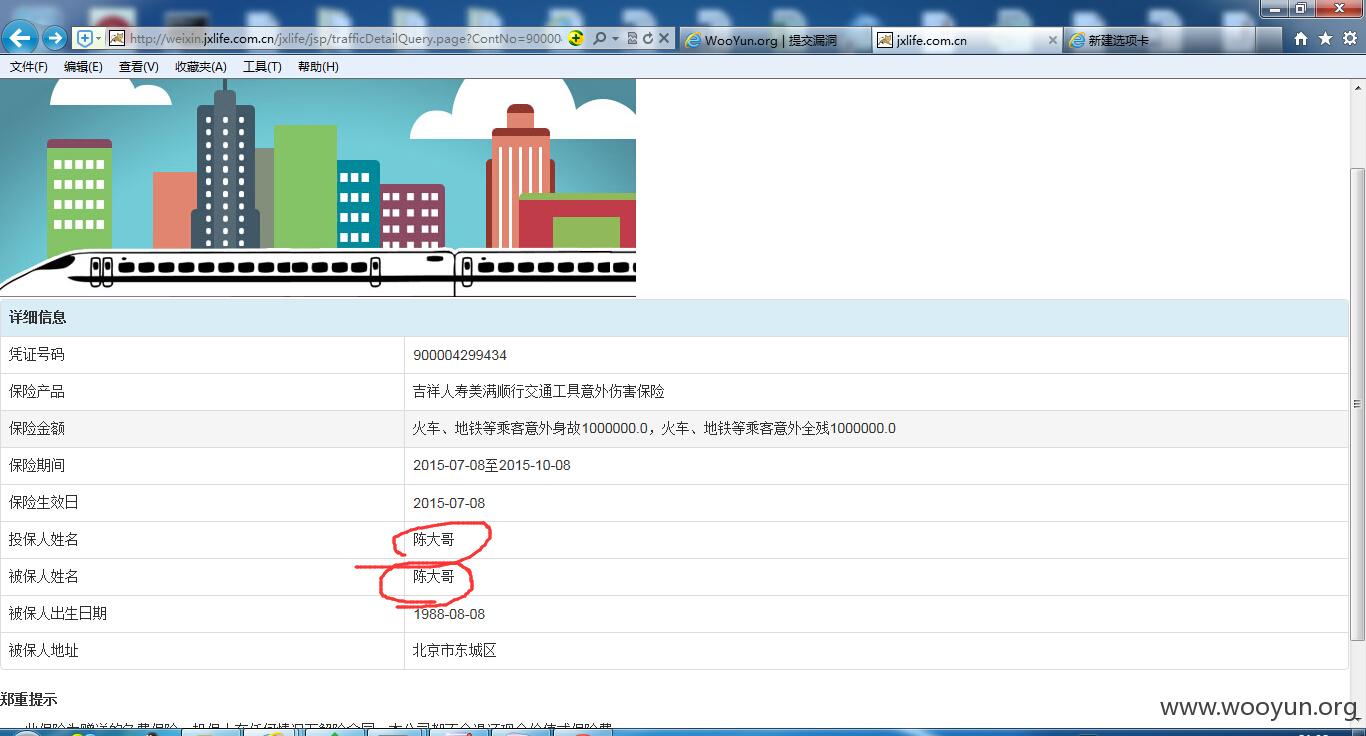 http://weixin.jxlife.com.cn/jxlife/jsp/trafficDetailQuery.page?ContNo=90000
WooYun.org | 提交漏洞
jxlife.com.cn
新建选项卡
文件(F) 编辑(E) 查看(V) 收藏夹(A) 工具(T) 帮助(H)
详细信息
凭证号码 900004299434
保险产品 吉祥人寿美满顺行交通工具意外伤害保险
保险金额 火车、地铁等乘客意外身故1000000.0，火车、地铁等乘客意外全残1000000.0
保险期间 2015-07-08至2015-10-08
保险生效日 2015-07-08
投保人姓名 陈大哥
被保人姓名 陈大哥
被保人出生日期 1988-08-08
被保人地址 北京市东城区
郑重提示
www.wooyun.org